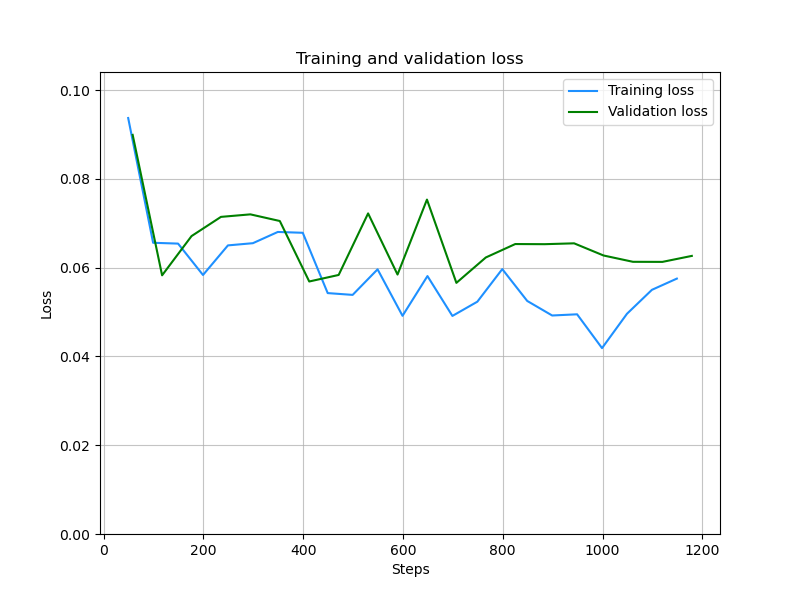 Training and validation loss
Training loss
Validation loss
0.10
0.08
0.06
0.04
0.02
0.00
Loss
0
200
400
600
800
1000
1200
Steps